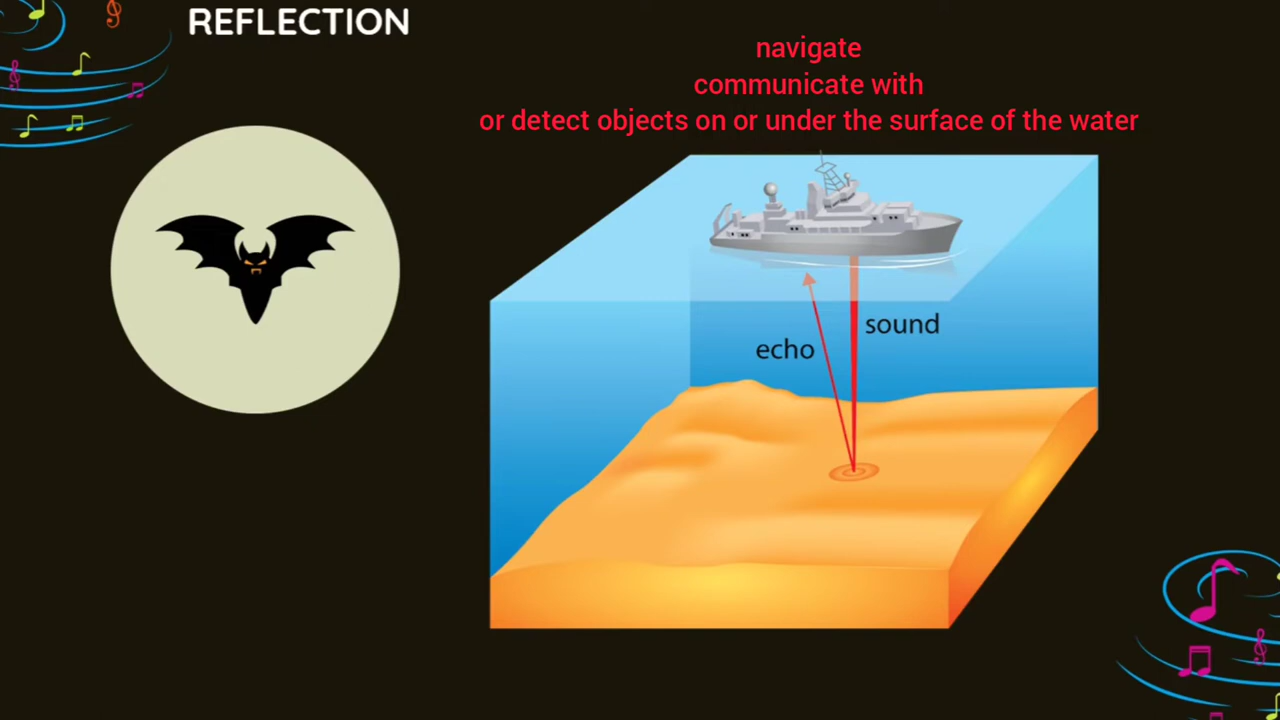 REFLECTION
navigate
communicate with
or detect objects on or under the surface of the water
sound
echo